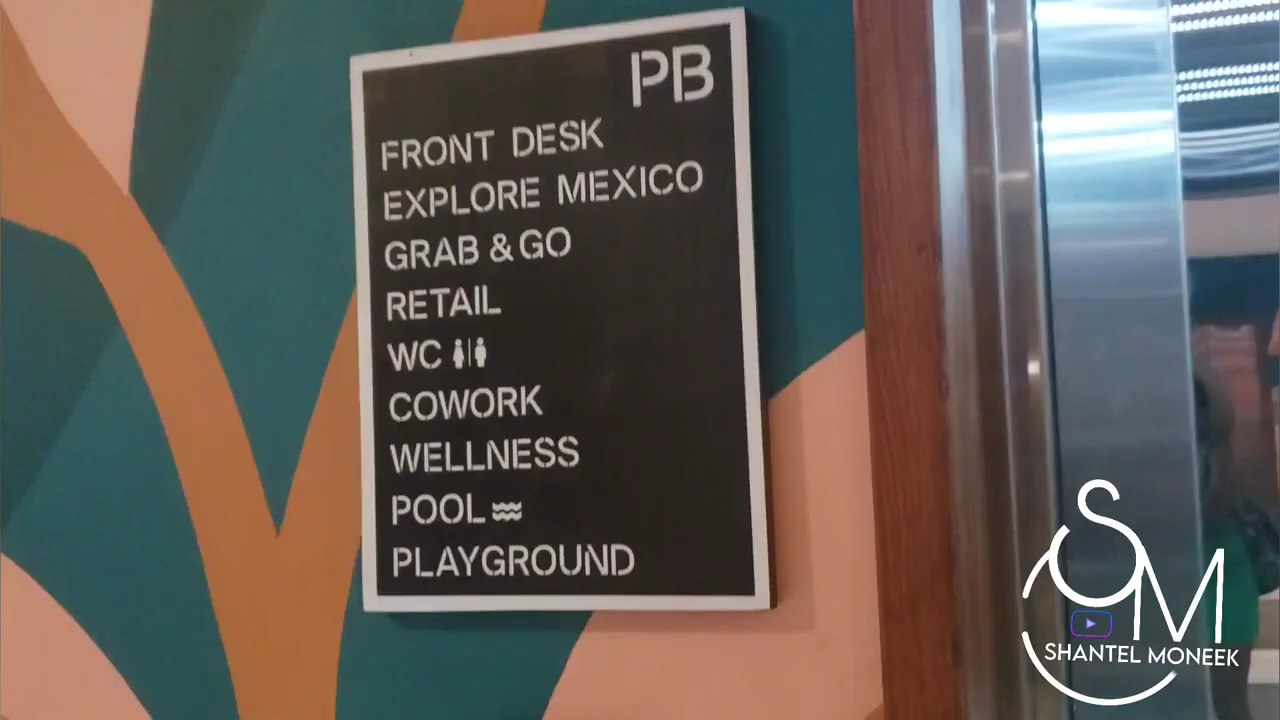 PB
FRONT DESK
EXPLORE MEXICO
GRAB & GO
RETAIL
WC
COWORK
WELLNESS
POOL
PLAYGROUND
SM
SHANTEL MONEEK